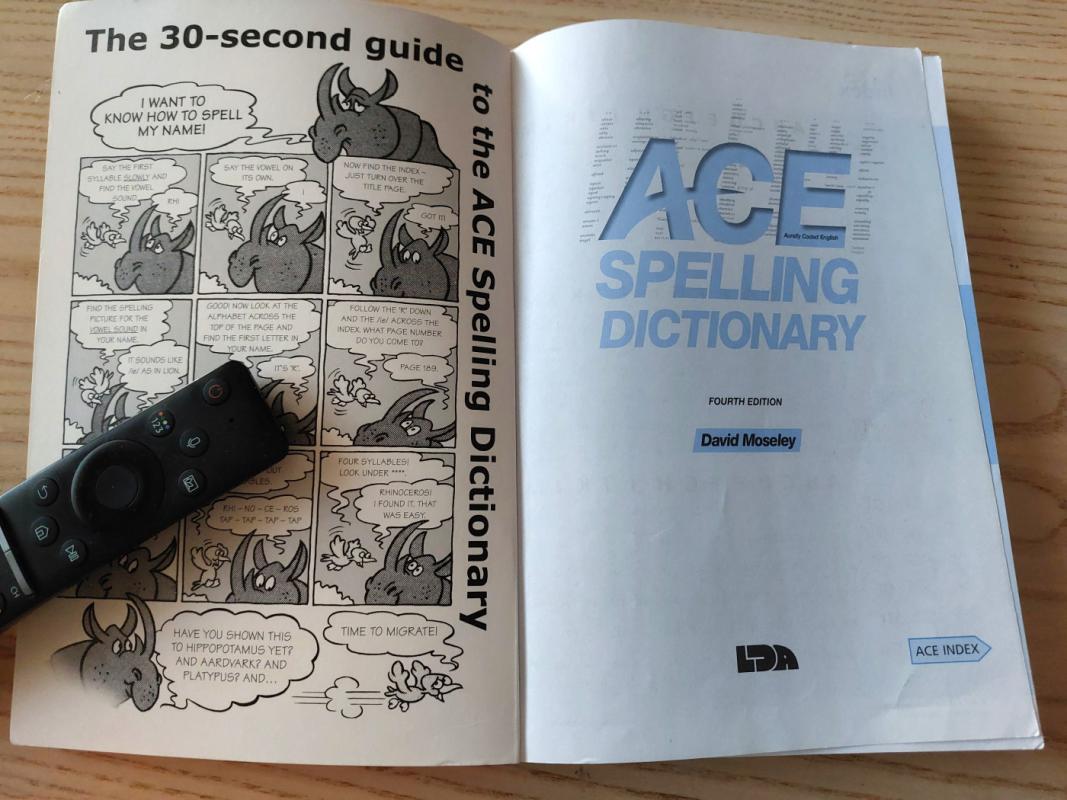 The 30-second guide
to the ACE Spelling Dictionary
I WANT TO
KNOW HOW TO SPELL
MY NAME!
SAY THE FIRST
SYLLABLE SLOWLY AND
FIND THE VOWEL
SOUND.
RHI
SAY THE VOWEL ON
ITS OWN.
I
NOW FIND THE INDEX –
JUST TURN OVER THE
TITLE PAGE.
GOT IT!
FIND THE SPELLING
PICTURE FOR THE
VOWEL SOUND IN
YOUR NAME.
IT SOUNDS LIKE
/ie/ AS IN LION.
GOOD! NOW LOOK AT THE
ALPHABET ACROSS THE
TOP OF THE PAGE AND
FIND THE FIRST LETTER IN
YOUR NAME.
IT'S 'R'.
FOLLOW THE 'R' DOWN
AND THE /ie/ ACROSS THE
INDEX. WHAT PAGE NUMBER
DO YOU COME TO?
PAGE 189.
RHI – NO – CE – ROS
TAP – TAP – TAP – TAP
FOUR SYLLABLES!
LOOK UNDER ****.
RHINOCEROS!
I FOUND IT. THAT
WAS EASY.
HAVE YOU SHOWN THIS
TO HIPPOPOTAMUS YET?
AND AARDVARK? AND
PLATYPUS? AND...
TIME TO MIGRATE!
123
CH
ACE
Aurally Coded English
SPELLING
DICTIONARY
FOURTH EDITION
David Moseley
LDA
ACE INDEX